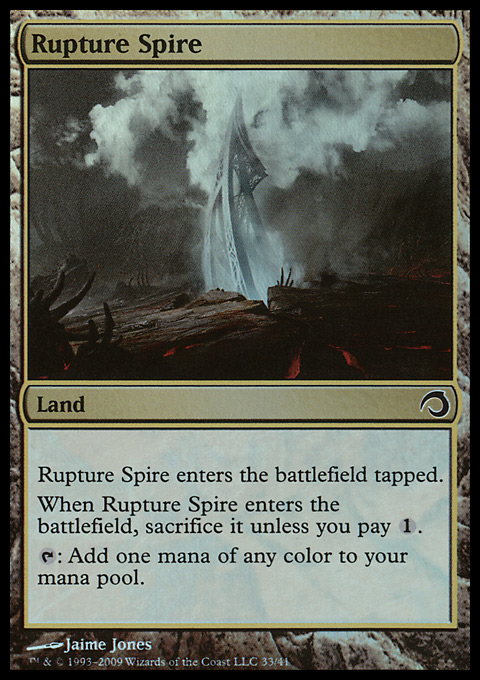 Rupture Spire
Land
Rupture Spire enters the battlefield tapped.
When Rupture Spire enters the
battlefield, sacrifice it unless you pay 1.
: Add one mana of any color to your
mana pool.
Jaime Jones
™ & © 1993–2009 Wizards of the Coast LLC 33/41